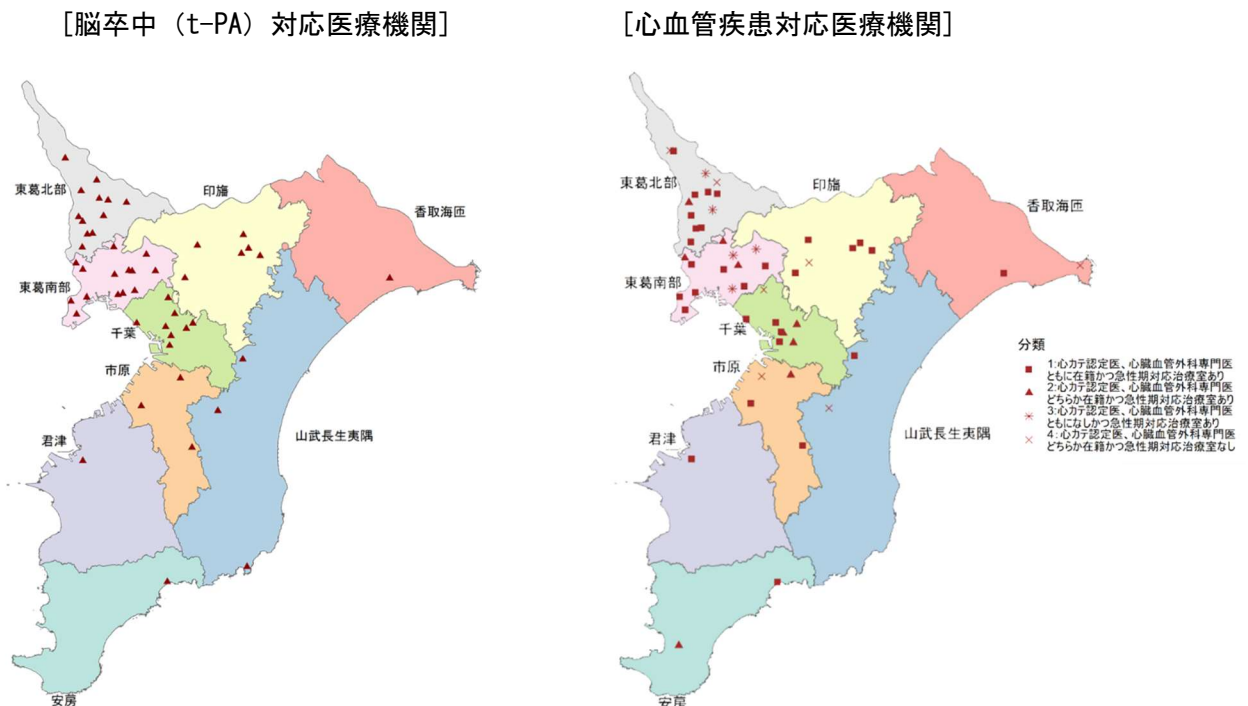 [脳卒中（t-PA）対応医療機関]
[心血管疾患対応医療機関]
東葛北部
印旛
香取海匝
東葛南部
千葉
市原
君津
山武長生夷隅
安房
東葛北部
印旛
香取海匝
東葛南部
千葉
市原
君津
山武長生夷隅
安房
分類
1:心カテ認定医、心臓血管外科専門医
ともに在籍かつ急性期対応治療室あり
2:心カテ認定医、心臓血管外科専門医
どちらか在籍かつ急性期対応治療室あり
3:心カテ認定医、心臓血管外科専門医
ともになしかつ急性期対応治療室あり
4:心カテ認定医、心臓血管外科専門医
どちらか在籍かつ急性期対応治療室なし